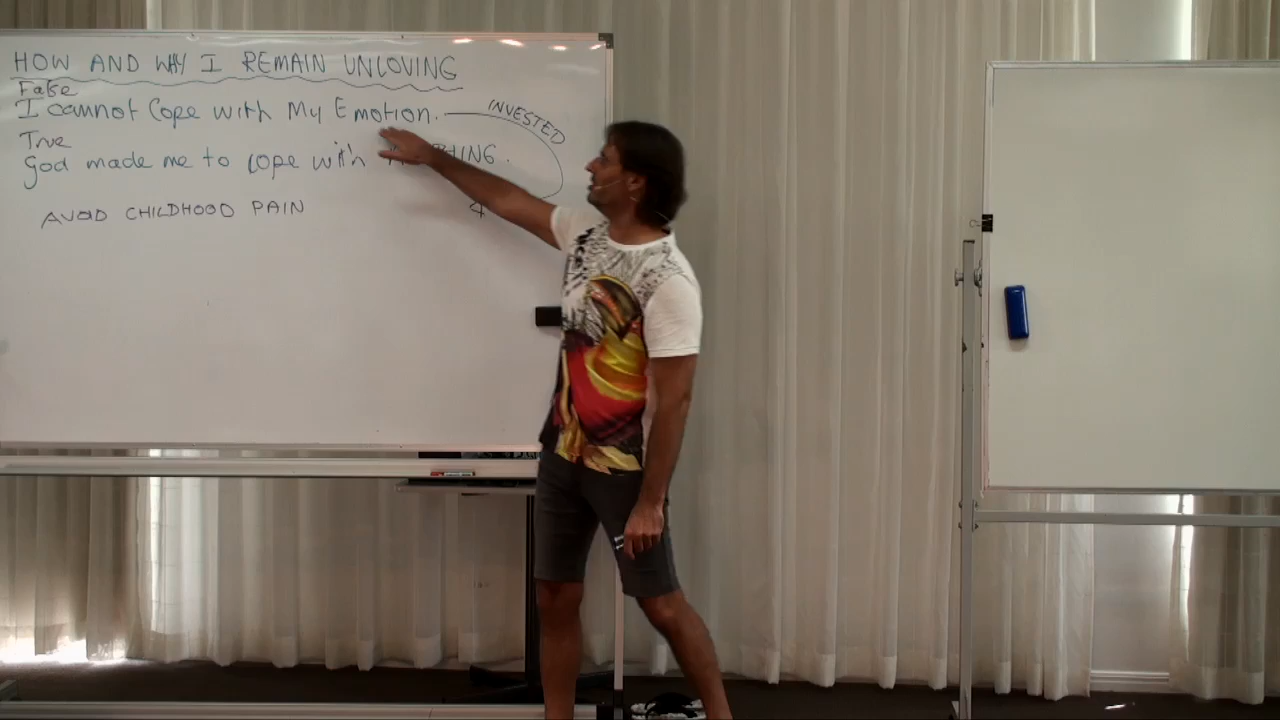 HOW AND WHY I REMAIN UNLOVING
False
I cannot Cope with My Emotion.
INVESTED
True
God made me to cope with
AVOID CHILDHOOD PAIN